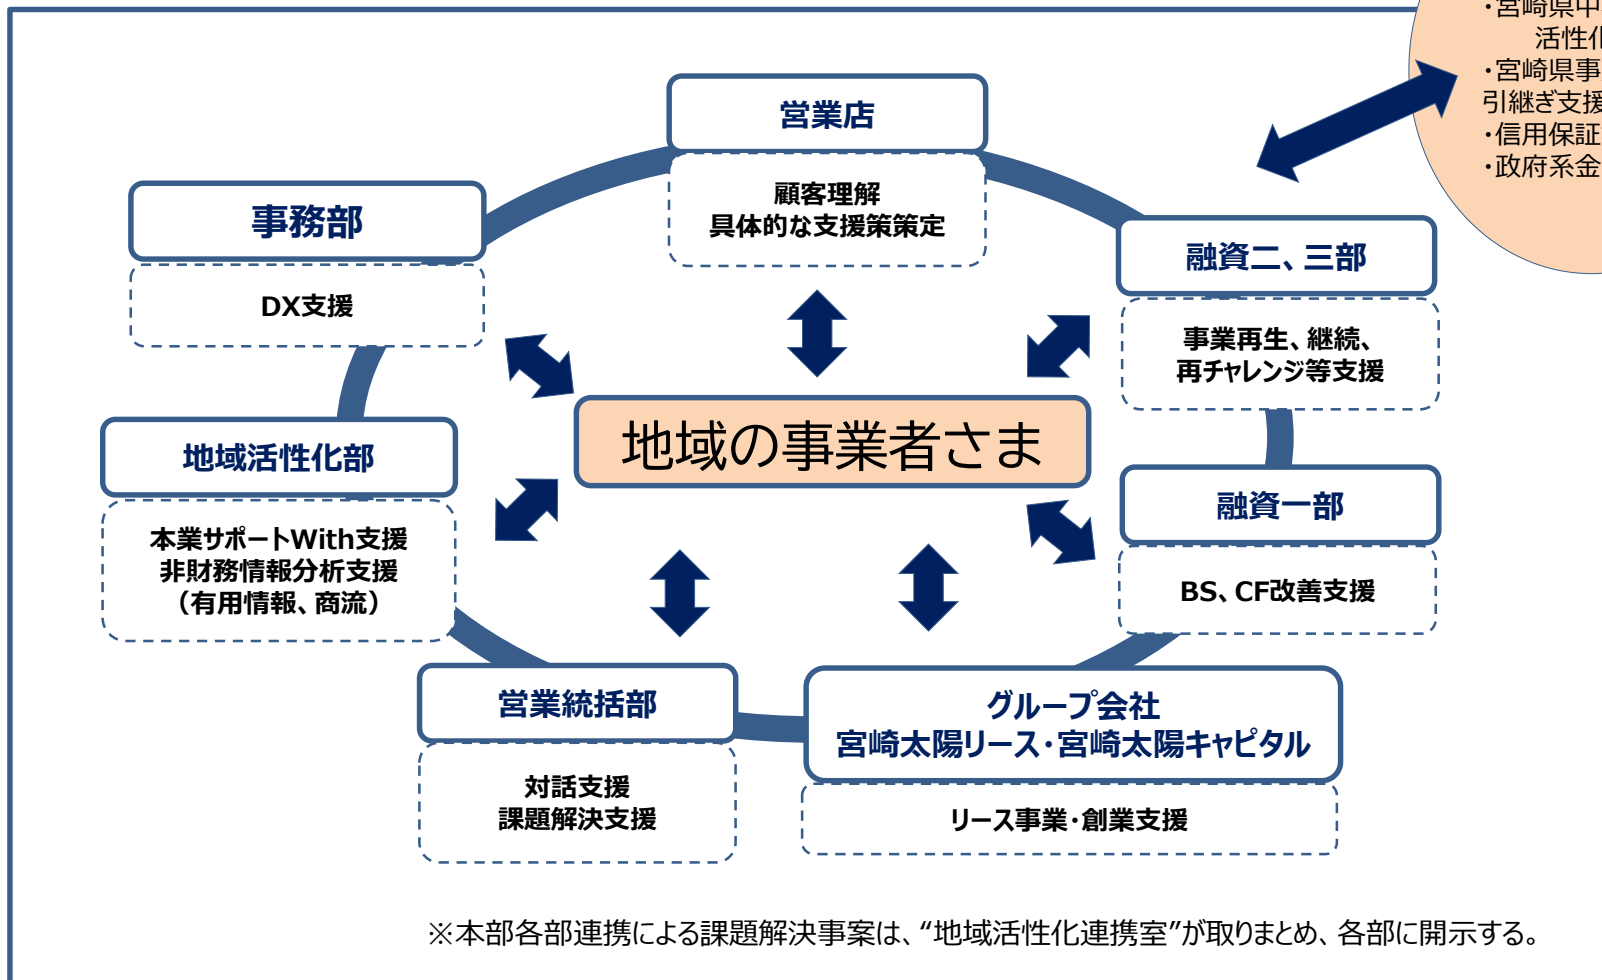 ・宮崎県中
活性化
・宮崎県事
引継ぎ支援
・信用保証
・政府系金
営業店
顧客理解
具体的な支援策策定
事務部
DX支援
融資二、三部
事業再生、継続、
再チャレンジ等支援
地域の事業者さま
地域活性化部
本業サポートWith支援
非財務情報分析支援
（有用情報、商流）
融資一部
BS、CF改善支援
営業統括部
対話支援
課題解決支援
グループ会社
宮崎太陽リース・宮崎太陽キャピタル
リース事業・創業支援
※本部各部連携による課題解決事案は、“地域活性化連携室”が取りまとめ、各部に開示する。